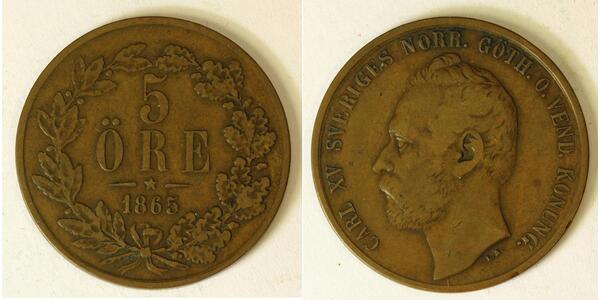 5
ÖRE
1865
CARL XV SVERIGES NORR. GÖTH. O. VEND. KONUNG.